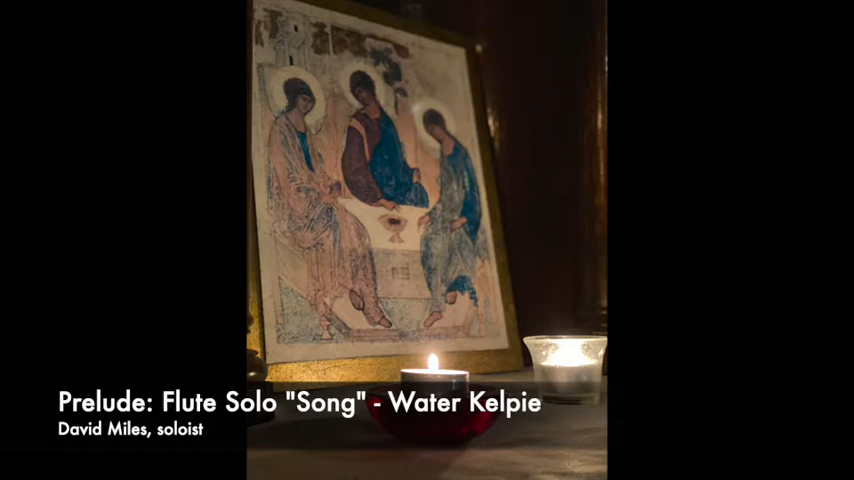 Prelude: Flute Solo "Song" - Water Kelpie
David Miles, soloist